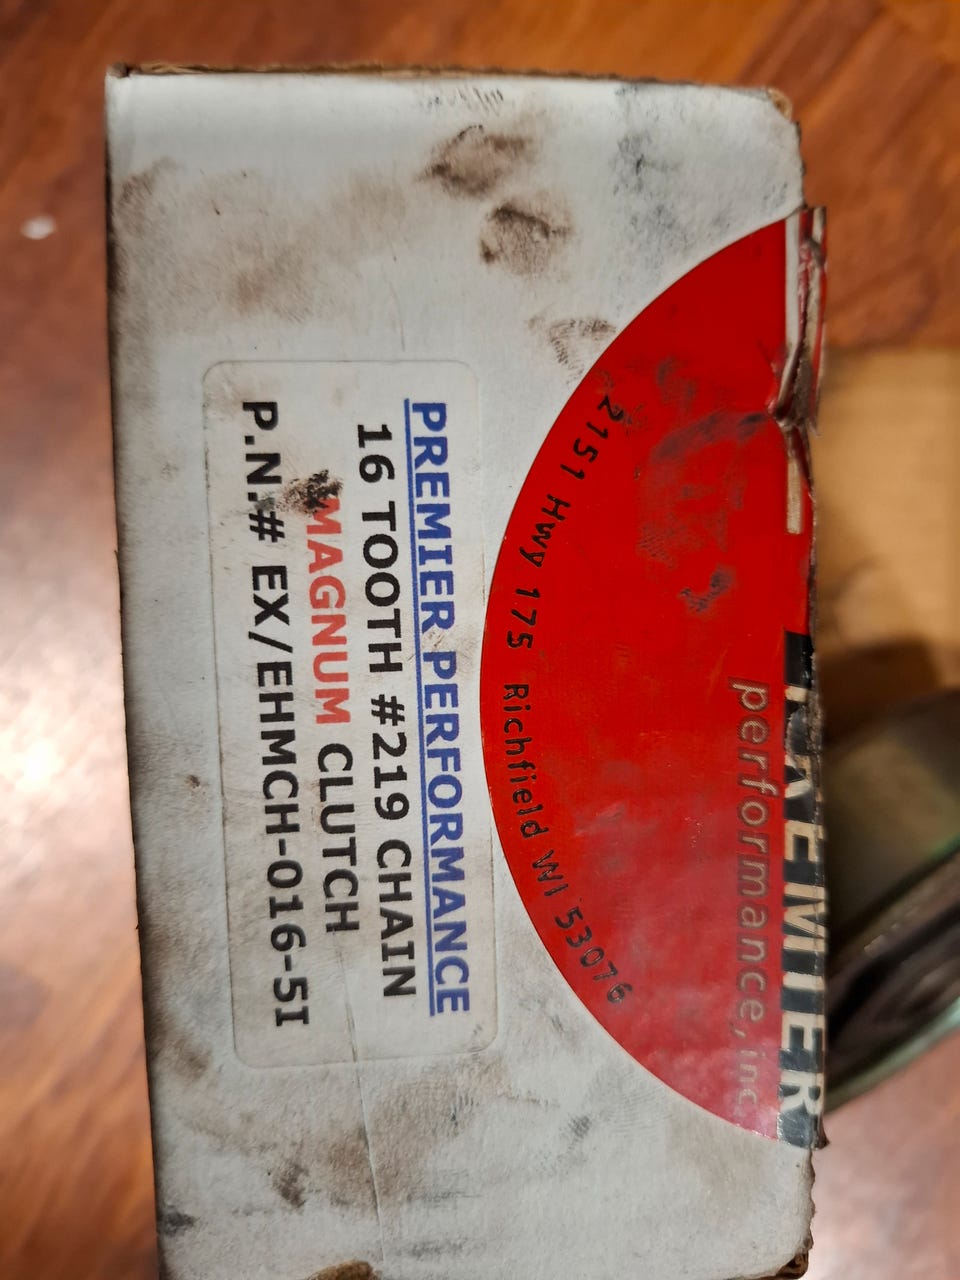 PREMIER
performance, inc.
2151 Hwy 175 Richfield WI 53076
PREMIER PERFORMANCE
16 TOOTH #219 CHAIN
MAGNUM CLUTCH
P.N.# EX/EHMCH-016-5I